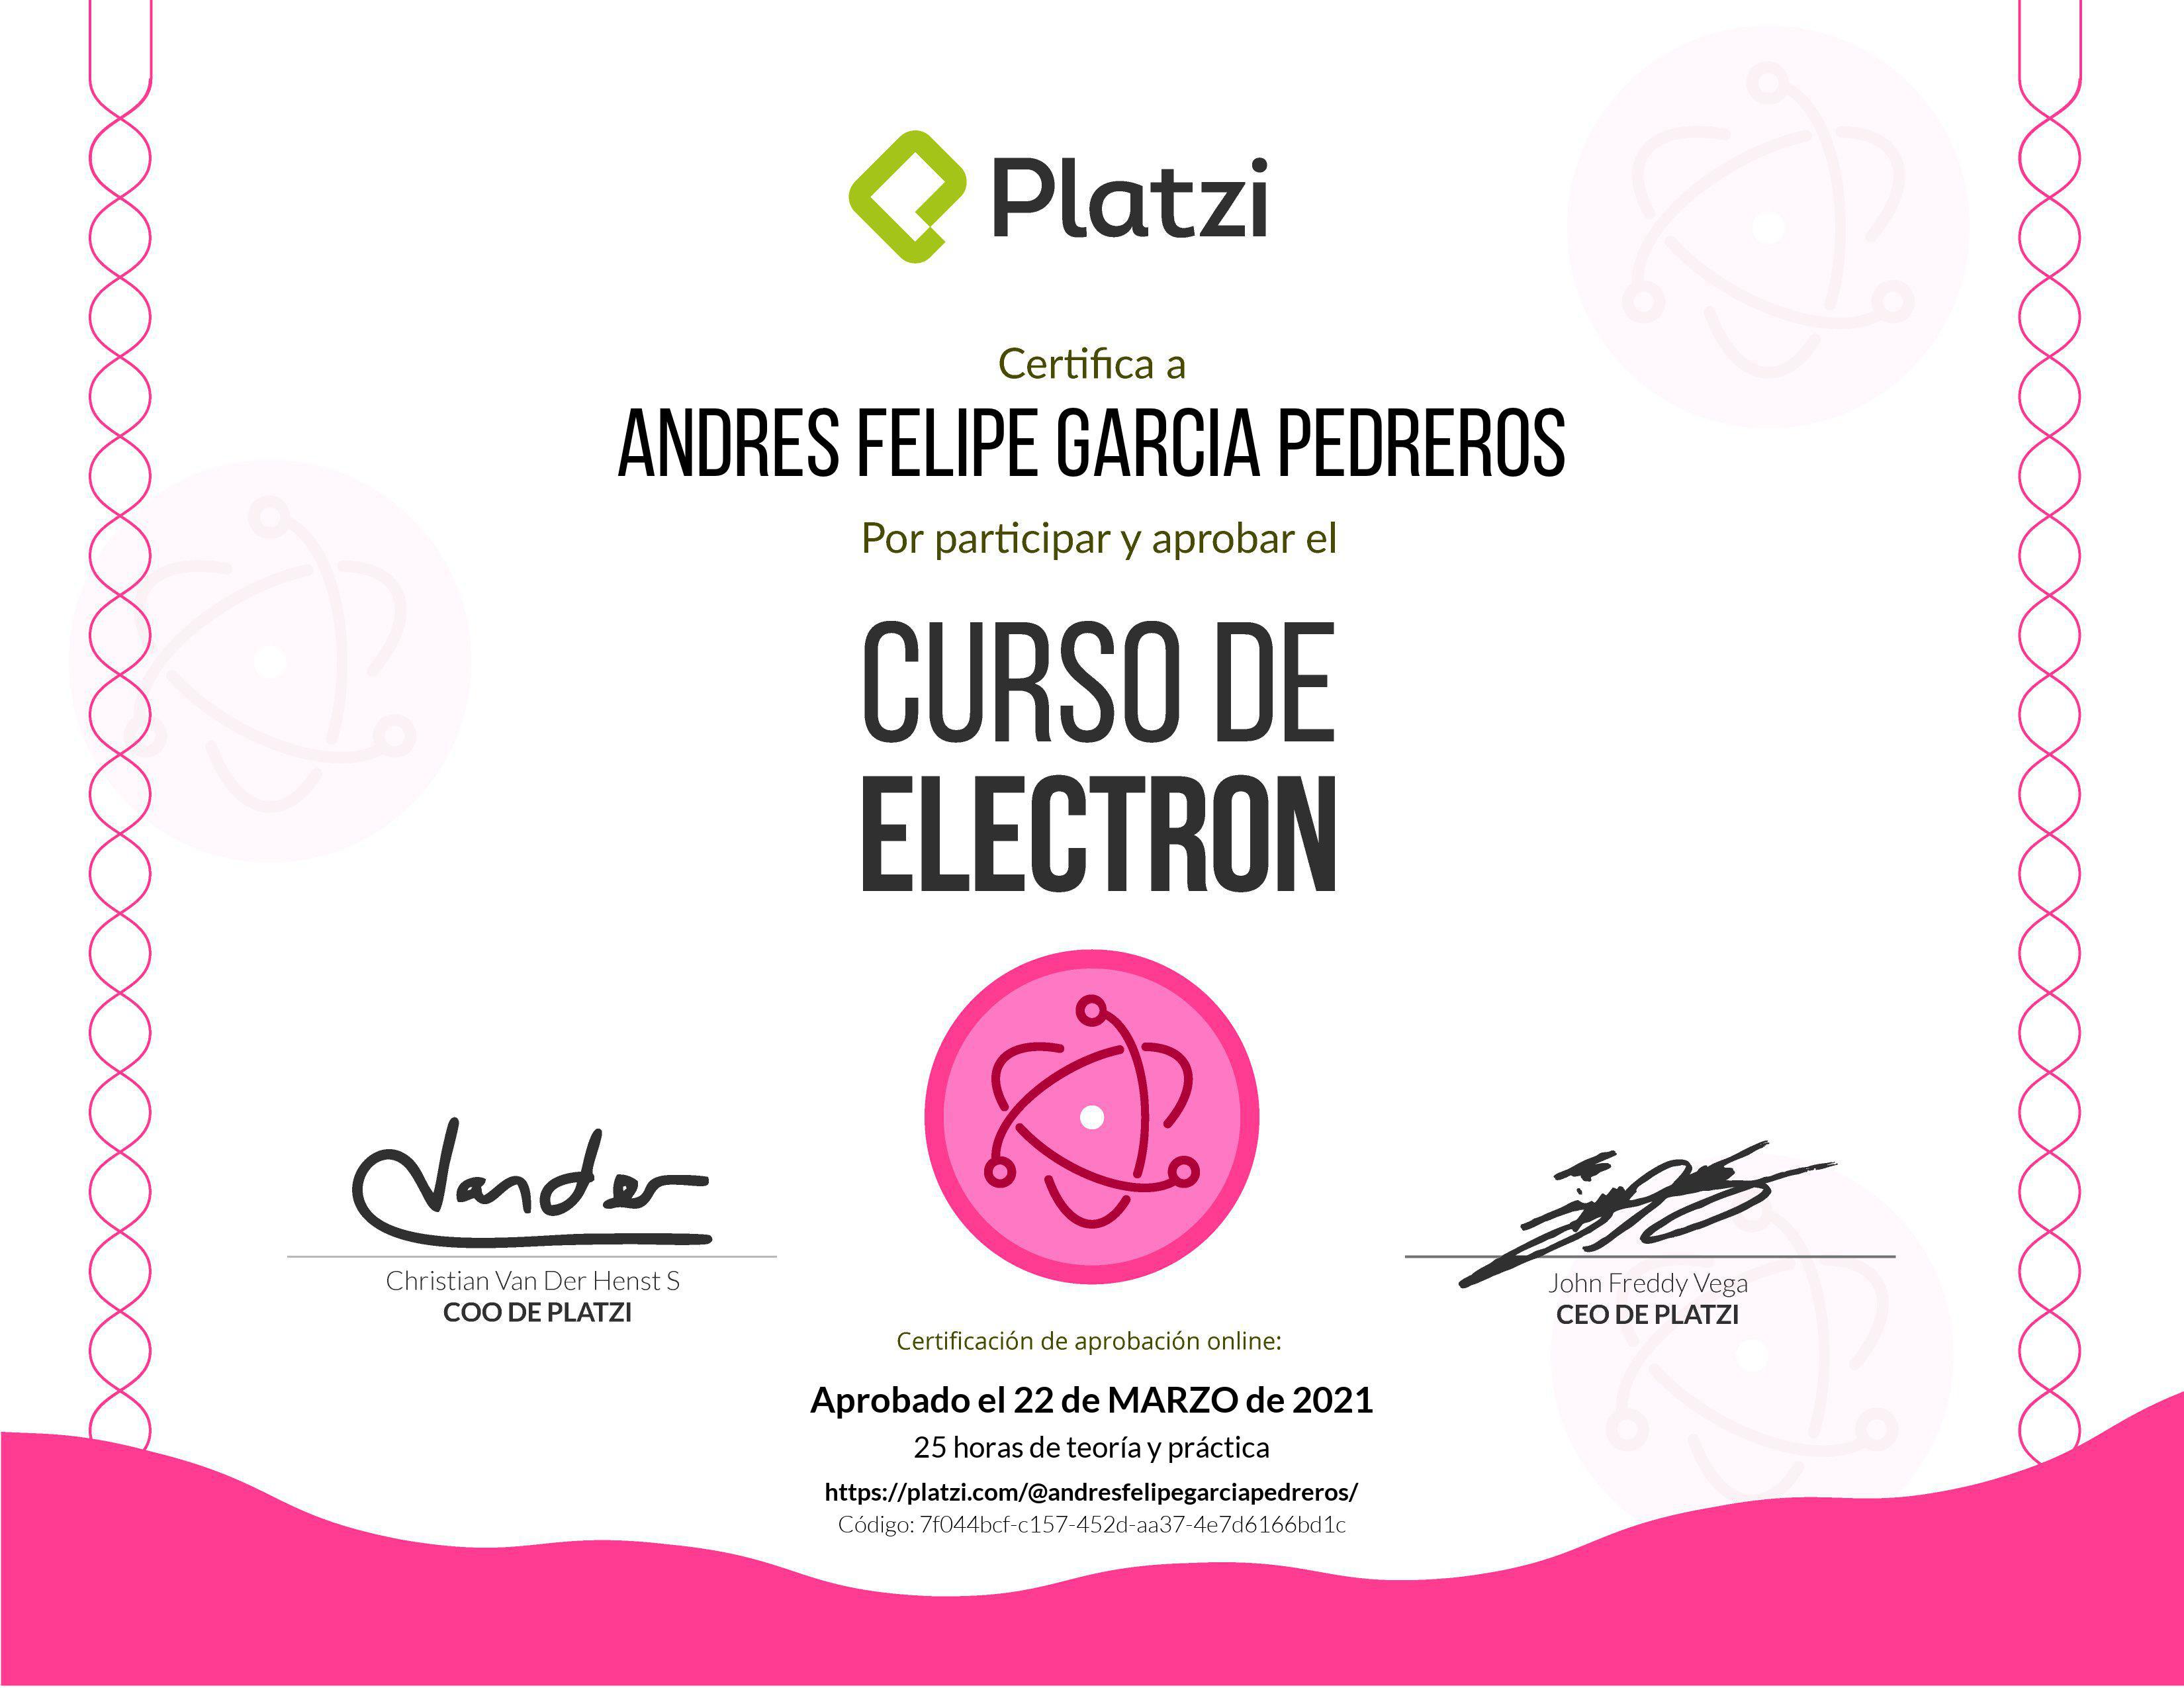 Platzi
Certifica a
ANDRES FELIPE GARCIA PEDREROS
Por participar y aprobar el
CURSO DE
ELECTRON
Vander
Christian Van Der Henst S
COO DE PLATZI
John Freddy Vega
CEO DE PLATZI
Certificación de aprobación online:
Aprobado el 22 de MARZO de 2021
25 horas de teoría y práctica
https://platzi.com/@andresfelipegarciapedreros/
Código: 7f044bcf-c157-452d-aa37-4e7d6166bd1c